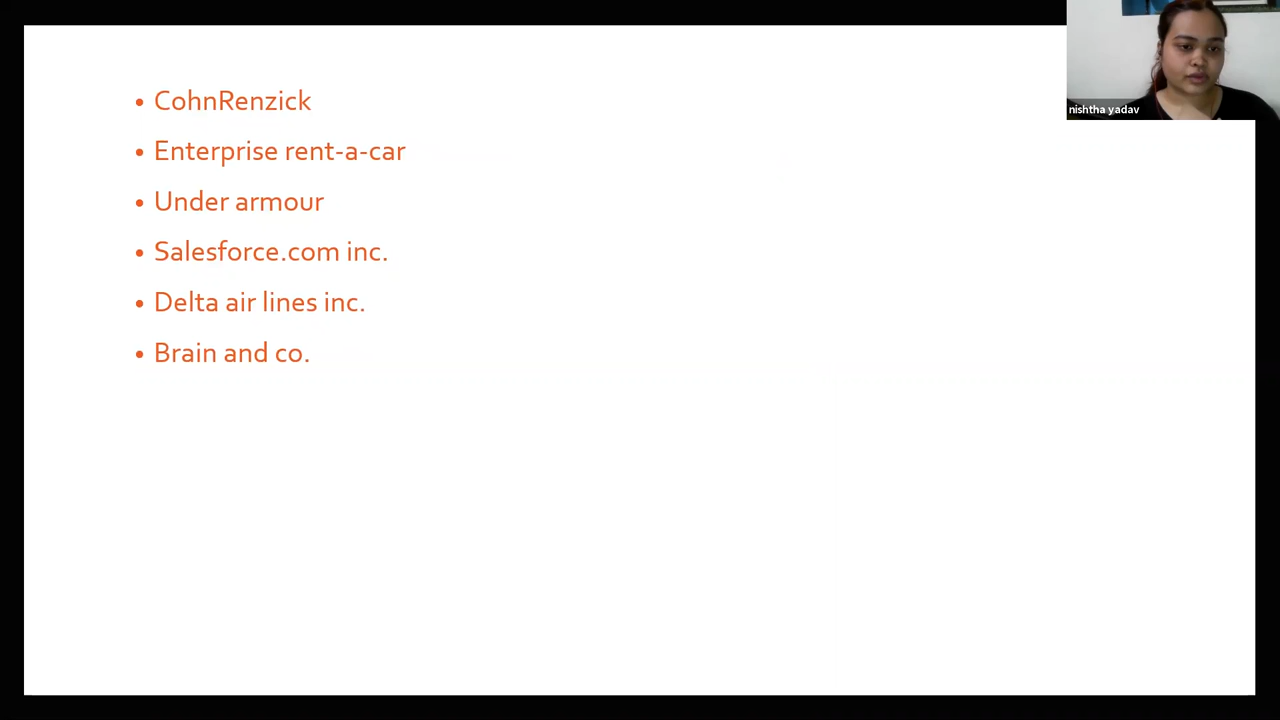 nishtha yadav
• CohnRenzick
• Enterprise rent-a-car
• Under armour
• Salesforce.com inc.
• Delta air lines inc.
• Brain and co.